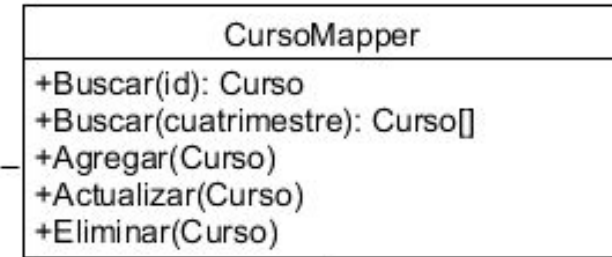 CursoMapper
+Buscar(id): Curso
+Buscar(cuatrimestre): Curso[]
+Agregar(Curso)
+Actualizar(Curso)
+Eliminar(Curso)